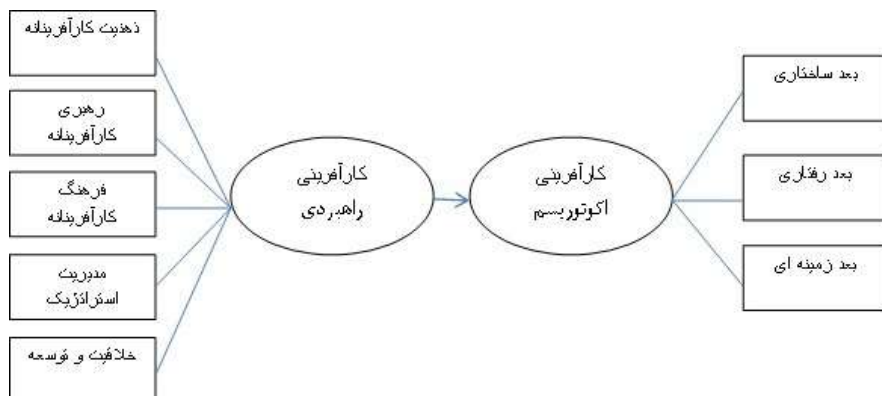 ذهنیت کارآفرینانه
رهبری
کارآفرینانه
فرهنگ
کارآفرینانه
مدیریت
استراتژیک
خلاقیت و توسعه
کارآفرینی
راهبردی
کارآفرینی
اکوتوریسم
بعد ساختاری
بعد رفتاری
بعد زمینه ای